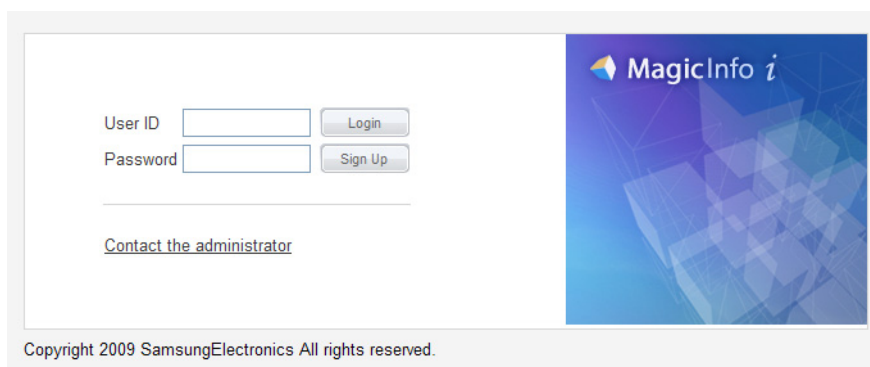 MagicInfo i
User ID
Login
Password
Sign Up
Contact the administrator
Copyright 2009 SamsungElectronics All rights reserved.